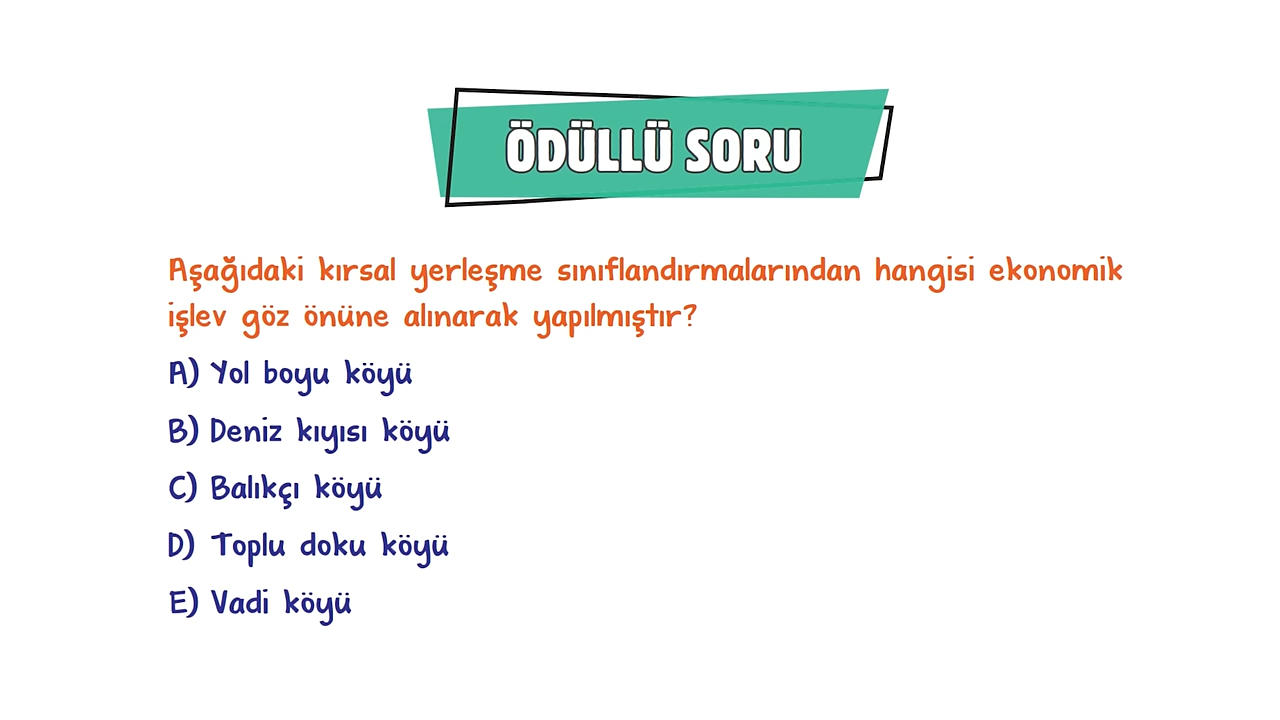 ÖDÜLLÜ SORU
Aşağıdaki kırsal yerleşme sınıflandırmalarından hangisi ekonomik
işlev göz önüne alınarak yapılmıştır?
A) Yol boyu köyü
B) Deniz kıyısı köyü
C) Balıkçı köyü
D) Toplu doku köyü
E) Vadi köyü